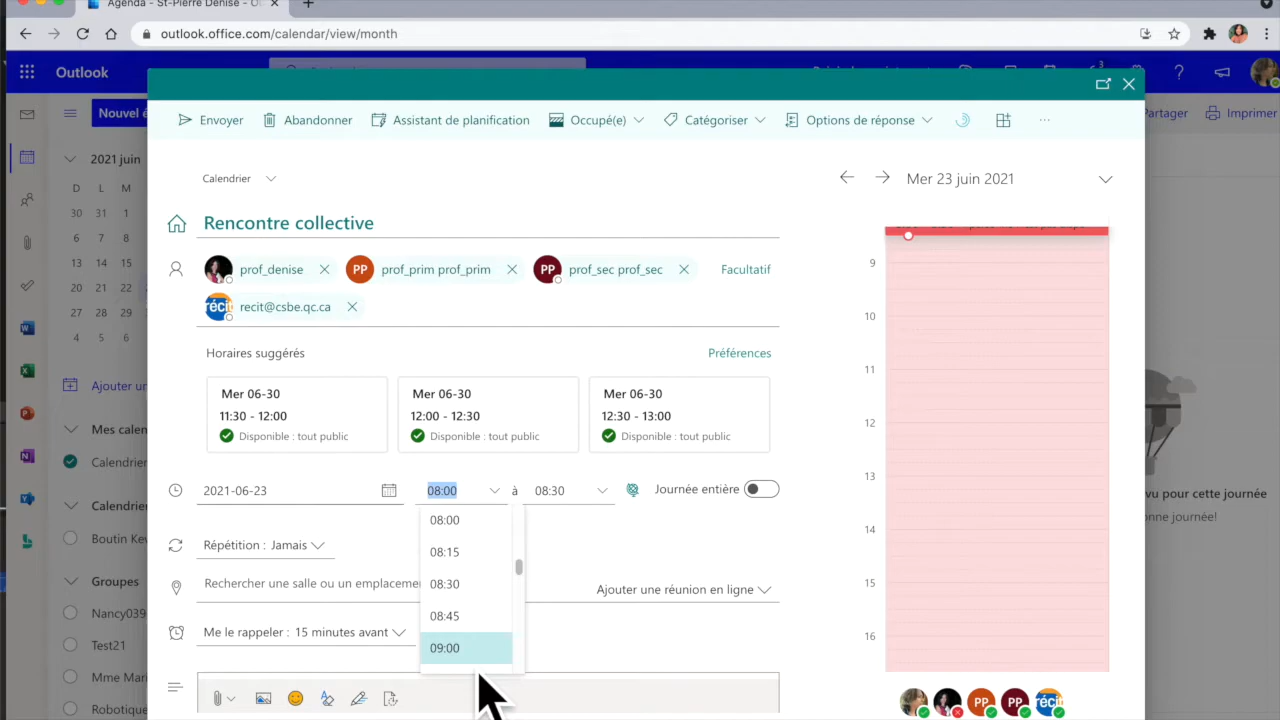 Agenda - St-Pierre Denise - O
outlook.office.com/calendar/view/month
Outlook
3
Envoyer
Abandonner
Assistant de planification
Occupé(e)
Catégoriser
Options de réponse
Nouvel é
Partager
Imprimer
2021 juin
D L M
30 31 1
6 7 8
13 14 15
20 21 22
27 28 29
4 5 6
Ajouter un
Mes calen
Calendrier
Calendrier
Boutin Kev
Groupes
Nancy039
Test21
Mme Mari
Robotique
Calendrier
Mer 23 juin 2021
Rencontre collective
prof_denise
PP
prof_prim prof_prim
PP
prof_sec prof_sec
Facultatif
récit
recit@csbe.qc.ca
Horaires suggérés
Préférences
Mer 06-30
11:30 - 12:00
Disponible : tout public
Mer 06-30
12:00 - 12:30
Disponible : tout public
Mer 06-30
12:30 - 13:00
Disponible : tout public
2021-06-23
08:00
à
08:30
Journée entière
08:00
08:15
08:30
08:45
09:00
Répétition : Jamais
Rechercher une salle ou un emplaceme
Ajouter une réunion en ligne
Me le rappeler : 15 minutes avant
9
10
11
12
13
14
15
16
PP
PP
récit
vu pour cette journée
onne journée!